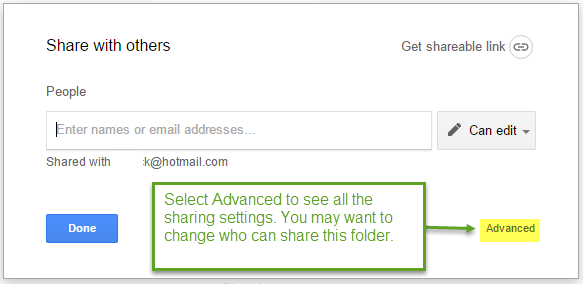 Share with others
Get shareable link
People
Enter names or email addresses...
Can edit
Shared with :k@hotmail.com
Select Advanced to see all the
sharing settings. You may want to
change who can share this folder.
Done
Advanced